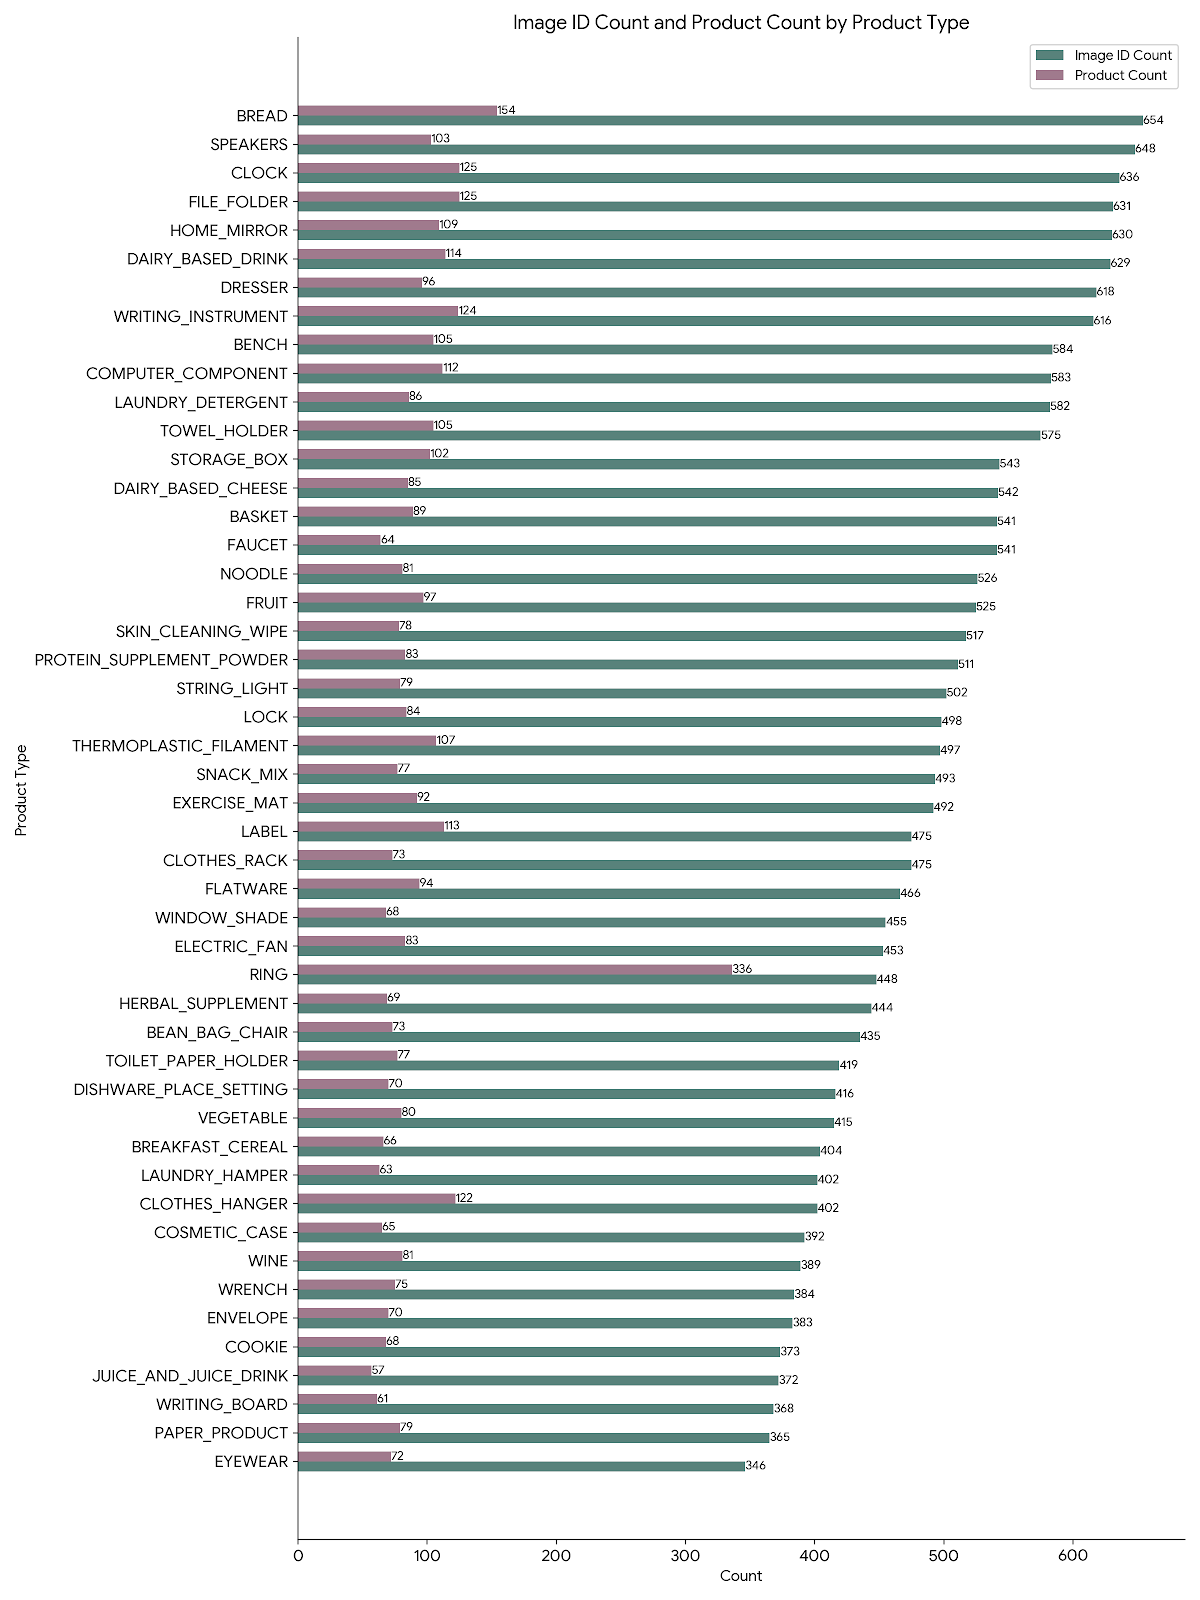 Image ID Count and Product Count by Product Type
Image ID Count
Product Count
BREAD 154 654
SPEAKERS 103 648
CLOCK 125 636
FILE_FOLDER 125 631
HOME_MIRROR 109 630
DAIRY_BASED_DRINK 114 629
DRESSER 96 618
WRITING_INSTRUMENT 124 616
BENCH 105 584
COMPUTER_COMPONENT 112 583
LAUNDRY_DETERGENT 86 582
TOWEL_HOLDER 105 575
STORAGE_BOX 102 543
DAIRY_BASED_CHEESE 85 542
BASKET 89 541
FAUCET 64 541
NOODLE 81 526
FRUIT 97 525
SKIN_CLEANING_WIPE 78 517
PROTEIN_SUPPLEMENT_POWDER 83 511
STRING_LIGHT 79 502
LOCK 84 498
THERMOPLASTIC_FILAMENT 107 497
SNACK_MIX 77 493
EXERCISE_MAT 92 492
LABEL 113 475
CLOTHES_RACK 73 475
FLATWARE 94 466
WINDOW_SHADE 68 455
ELECTRIC_FAN 83 453
RING 336 448
HERBAL_SUPPLEMENT 69 444
BEAN_BAG_CHAIR 73 435
TOILET_PAPER_HOLDER 77 419
DISHWARE_PLACE_SETTING 70 416
VEGETABLE 80 415
BREAKFAST_CEREAL 66 404
LAUNDRY_HAMPER 63 402
CLOTHES_HANGER 122 402
COSMETIC_CASE 65 392
WINE 81 389
WRENCH 75 384
ENVELOPE 70 383
COOKIE 68 373
JUICE_AND_JUICE_DRINK 57 372
WRITING_BOARD 61 368
PAPER_PRODUCT 79 365
EYEWEAR 72 346
Product Type
0 100 200 300 400 500 600
Count